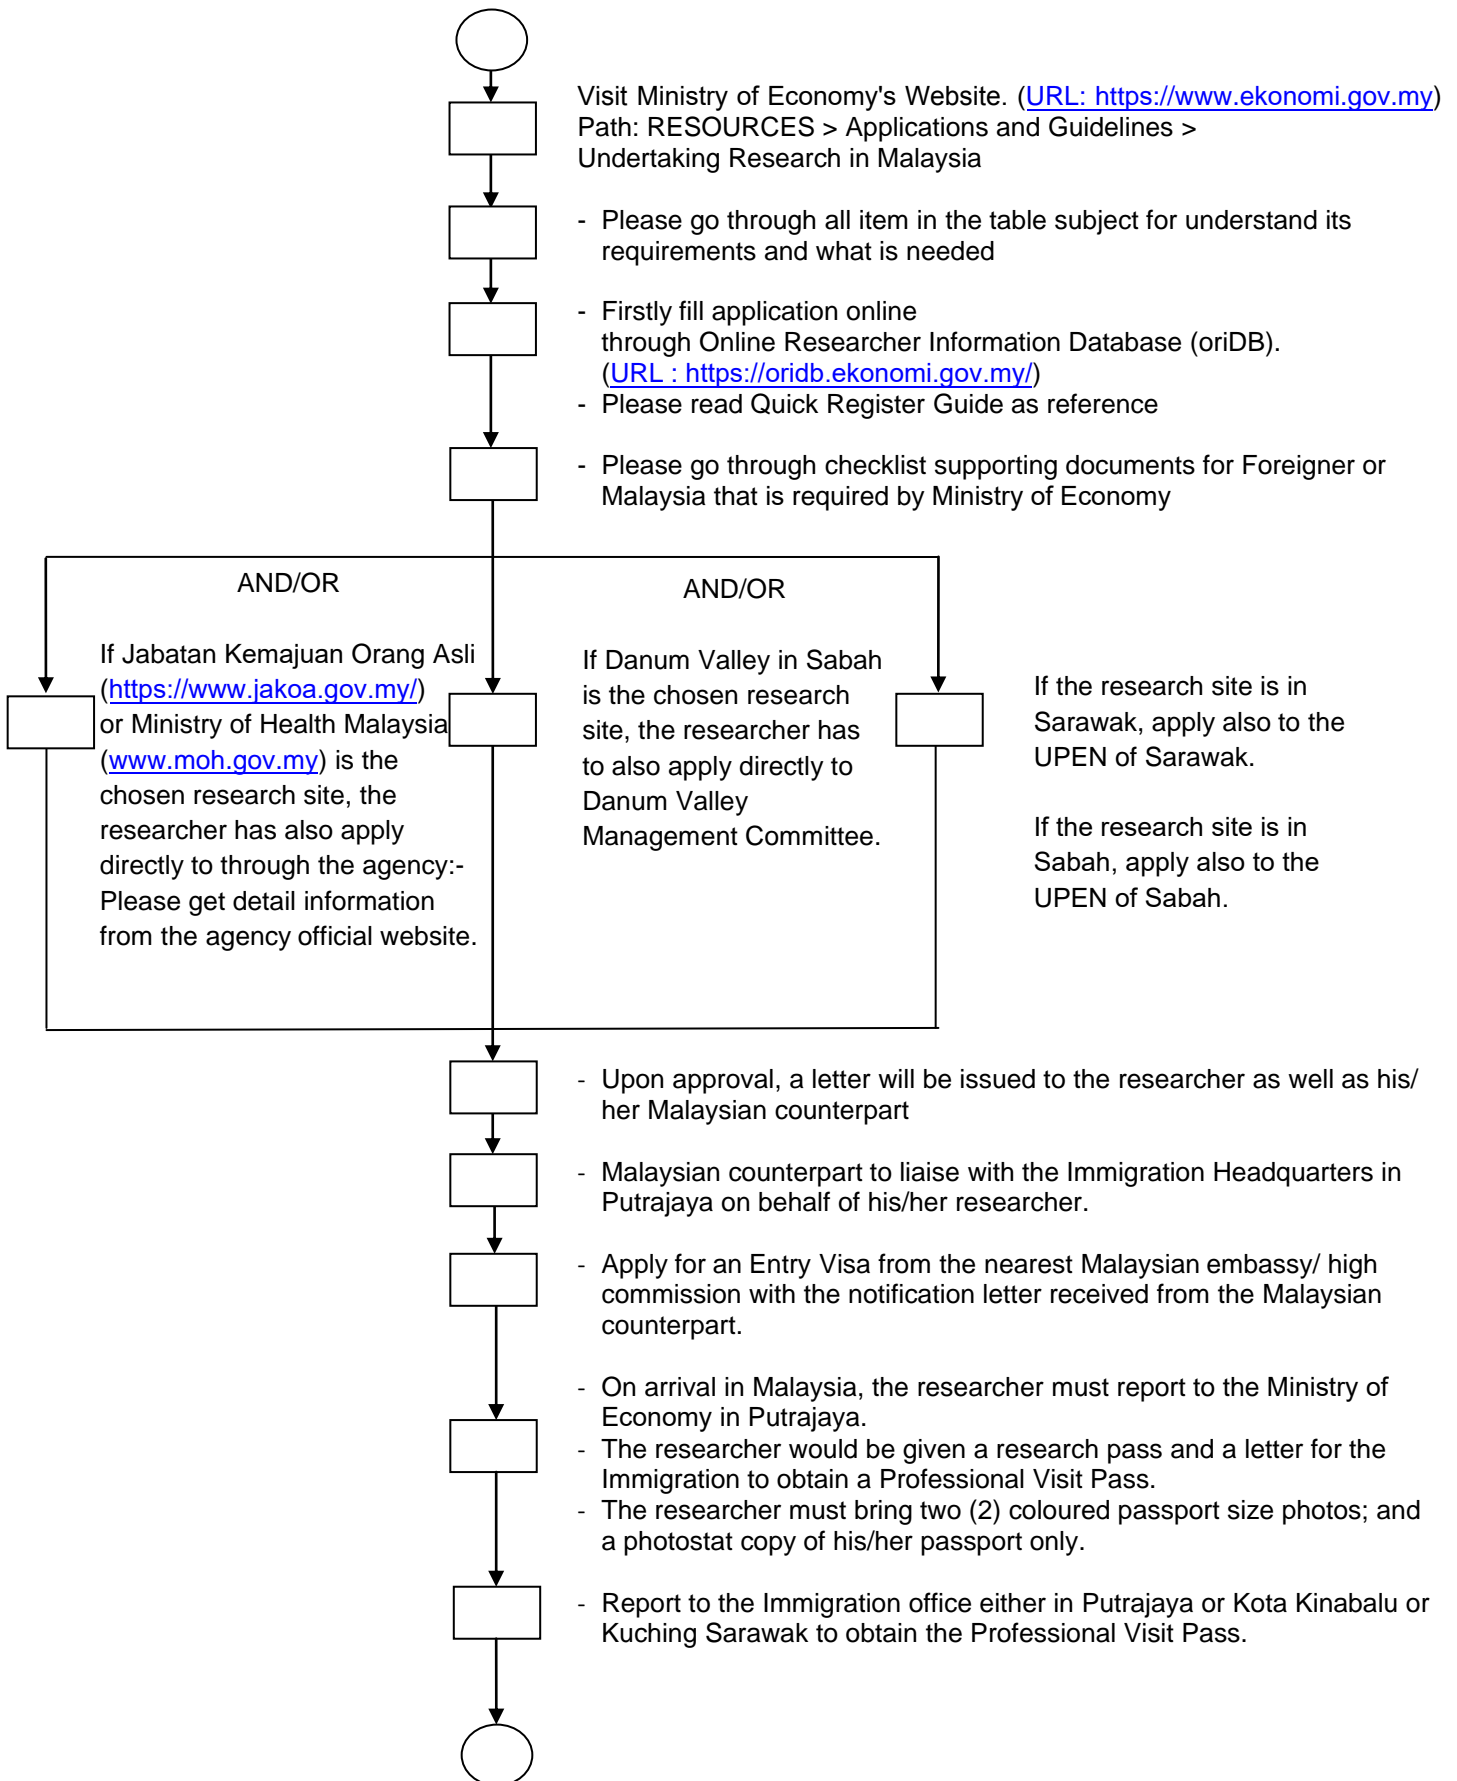 Visit Ministry of Economy's Website. (URL: https://www.ekonomi.gov.my)
Path: RESOURCES > Applications and Guidelines >
Undertaking Research in Malaysia
- Please go through all item in the table subject for understand its
requirements and what is needed
- Firstly fill application online
through Online Researcher Information Database (oriDB).
(URL : https://oridb.ekonomi.gov.my/)
- Please read Quick Register Guide as reference
- Please go through checklist supporting documents for Foreigner or
Malaysia that is required by Ministry of Economy
AND/OR
If Jabatan Kemajuan Orang Asli
(https://www.jakoa.gov.my/)
or Ministry of Health Malaysia
(www.moh.gov.my) is the
chosen research site, the
researcher has also apply
directly to through the agency:-
Please get detail information
from the agency official website.
AND/OR
If Danum Valley in Sabah
is the chosen research
site, the researcher has
to also apply directly to
Danum Valley
Management Committee.
If the research site is in
Sarawak, apply also to the
UPEN of Sarawak.
If the research site is in
Sabah, apply also to the
UPEN of Sabah.
- Upon approval, a letter will be issued to the researcher as well as his/
her Malaysian counterpart
- Malaysian counterpart to liaise with the Immigration Headquarters in
Putrajaya on behalf of his/her researcher.
- Apply for an Entry Visa from the nearest Malaysian embassy/ high
commission with the notification letter received from the Malaysian
counterpart.
- On arrival in Malaysia, the researcher must report to the Ministry of
Economy in Putrajaya.
- The researcher would be given a research pass and a letter for the
Immigration to obtain a Professional Visit Pass.
- The researcher must bring two (2) coloured passport size photos; and
a photostat copy of his/her passport only.
- Report to the Immigration office either in Putrajaya or Kota Kinabalu or
Kuching Sarawak to obtain the Professional Visit Pass.